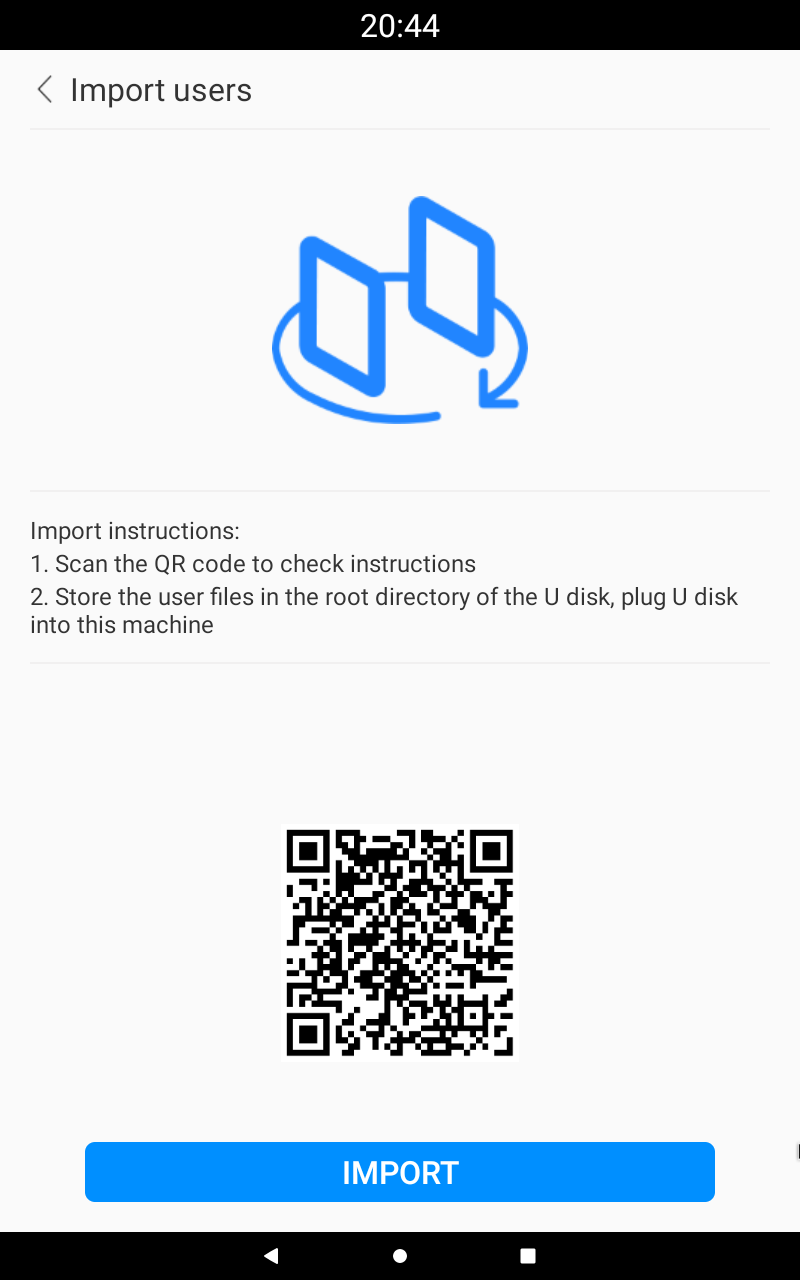 20:44
Import users
Import instructions:
1. Scan the QR code to check instructions
2. Store the user files in the root directory of the U disk, plug U disk
into this machine
IMPORT